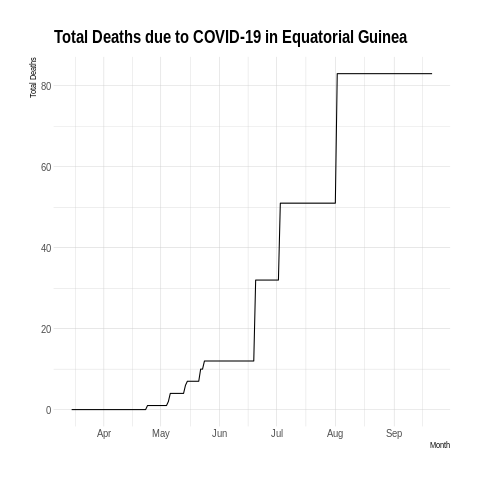 Total Deaths due to COVID-19 in Equatorial Guinea
Total Deaths
80
60
40
20
0
Apr May Jun Jul Aug Sep
Month